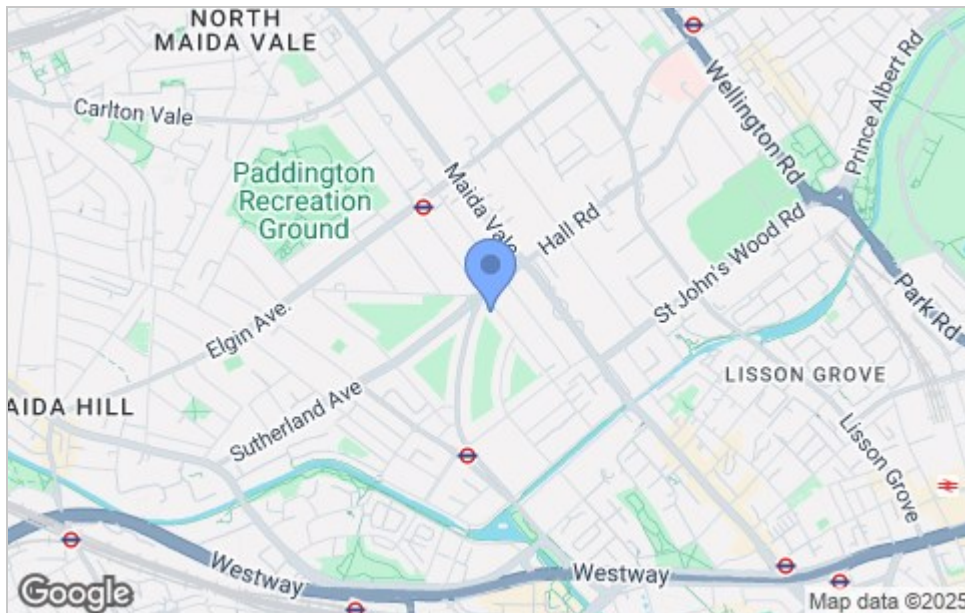 NORTH
MAIDA VALE
Carlton Vale
Wellington Rd
Prince Albert Rd
Paddington
Recreation
Ground
Maida Vale
Hall Rd
St John's Wood Rd
Park Rd
Elgin Ave.
LISSON GROVE
AIDA HILL
Sutherland Ave
Lisson Grove
Westway
Westway
Google
Map data ©2025